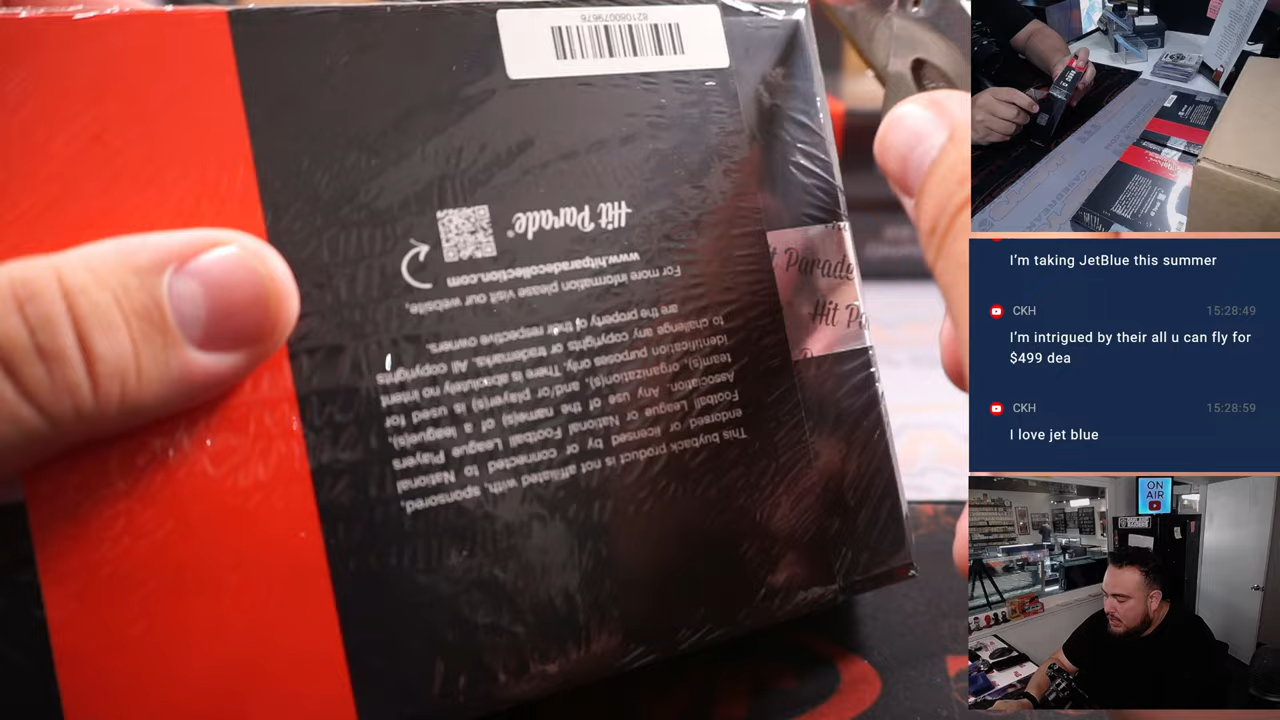 821080079676
Hit Parade
www.hitparadecollection.com
For more information please visit our website,
This buyback product is not affiliated with, sponsored,
endorsed or licensed by or connected to National
Football League or National Football League Players
Association. Any use of the name(s) of a league(s),
team(s), organization(s), and/or player(s) is used for
identification purposes only. There is absolutely no intent
to challenge any copyrights or trademarks. All copyrights
are the property of their respective owners.
t Parade
Hit Pa
I'm taking JetBlue this summer
CKH 15:28:49
I'm intrigued by their all u can fly for
$499 dea
CKH 15:28:59
I love jet blue
ON
AIR